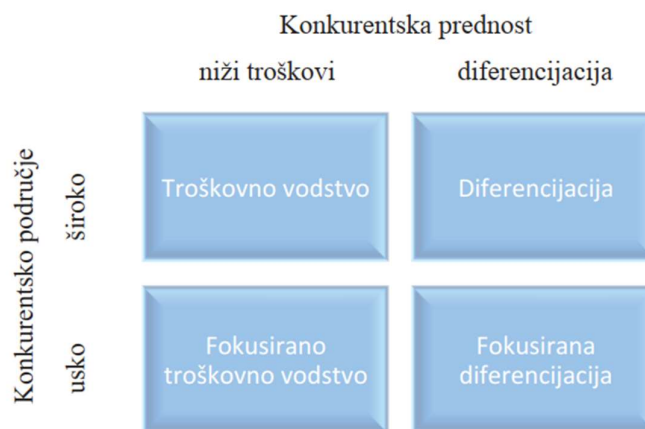 Konkurentska prednost
niži troškovi diferencijacija
Konkurentsko područje
široko
Troškovno vodstvo
Diferencijacija
usko
Fokusirano
troškovno vodstvo
Fokusirana
diferencijacija